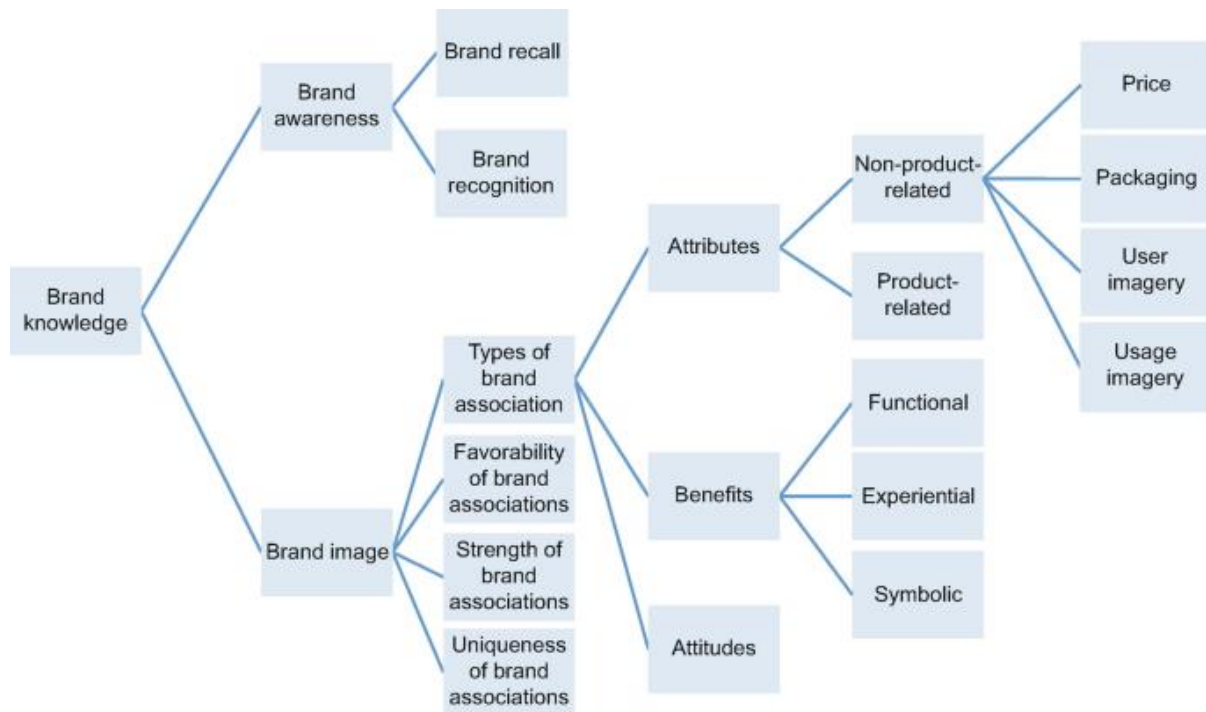 Brand
knowledge
Brand
awareness
Brand image
Brand recall
Brand
recognition
Types of
brand
association
Favorability
of brand
associations
Strength of
brand
associations
Uniqueness
of brand
associations
Attributes
Benefits
Attitudes
Non-product-
related
Product-
related
Functional
Experiential
Symbolic
Price
Packaging
User
imagery
Usage
imagery